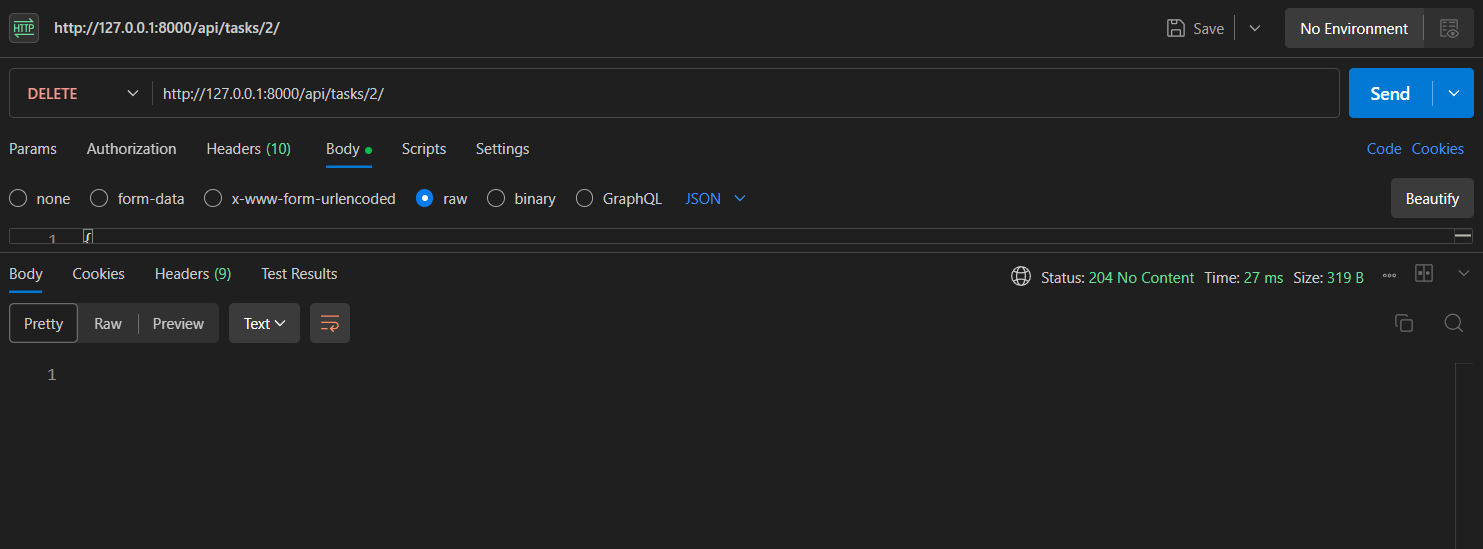 HTTP http://127.0.0.1:8000/api/tasks/2/ Save No Environment
DELETE http://127.0.0.1:8000/api/tasks/2/ Send
Params Authorization Headers (10) Body Scripts Settings Code Cookies
none form-data x-www-form-urlencoded raw binary GraphQL JSON Beautify
1 {
Body Cookies Headers (9) Test Results Status: 204 No Content Time: 27 ms Size: 319 B
Pretty Raw Preview Text
1